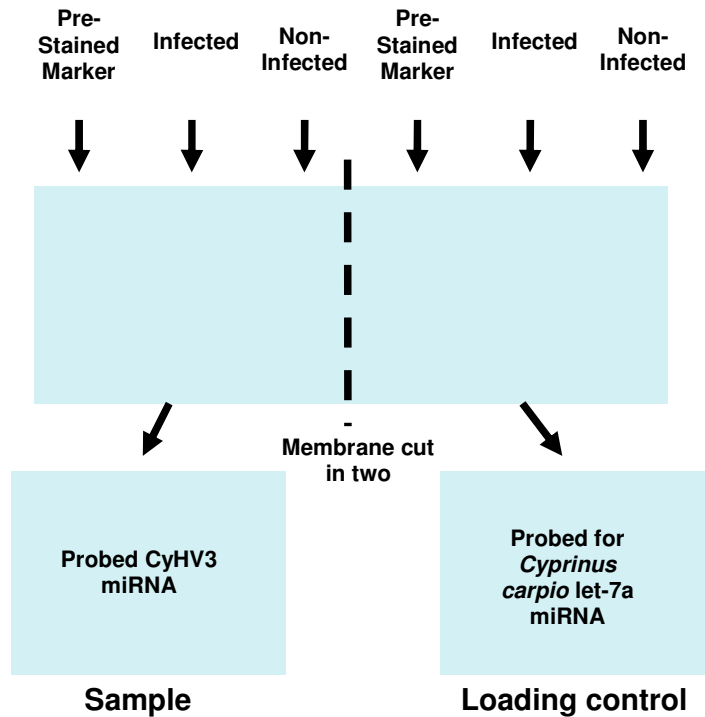 Pre-
Stained
Marker
Infected
Non-
Infected
Pre-
Stained
Marker
Infected
Non-
Infected
Membrane cut
in two
Probed CyHV3
miRNA
Probed for
Cyprinus
carpio let-7a
miRNA
Sample
Loading control